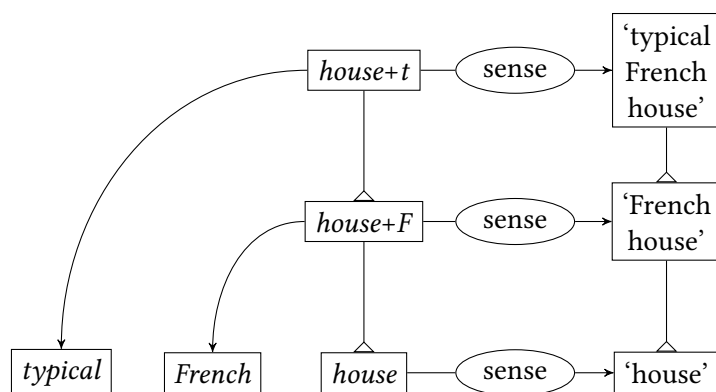 house+t
sense
‘typical
French
house’
house+F
sense
‘French
house’
typical
French
house
sense
‘house’